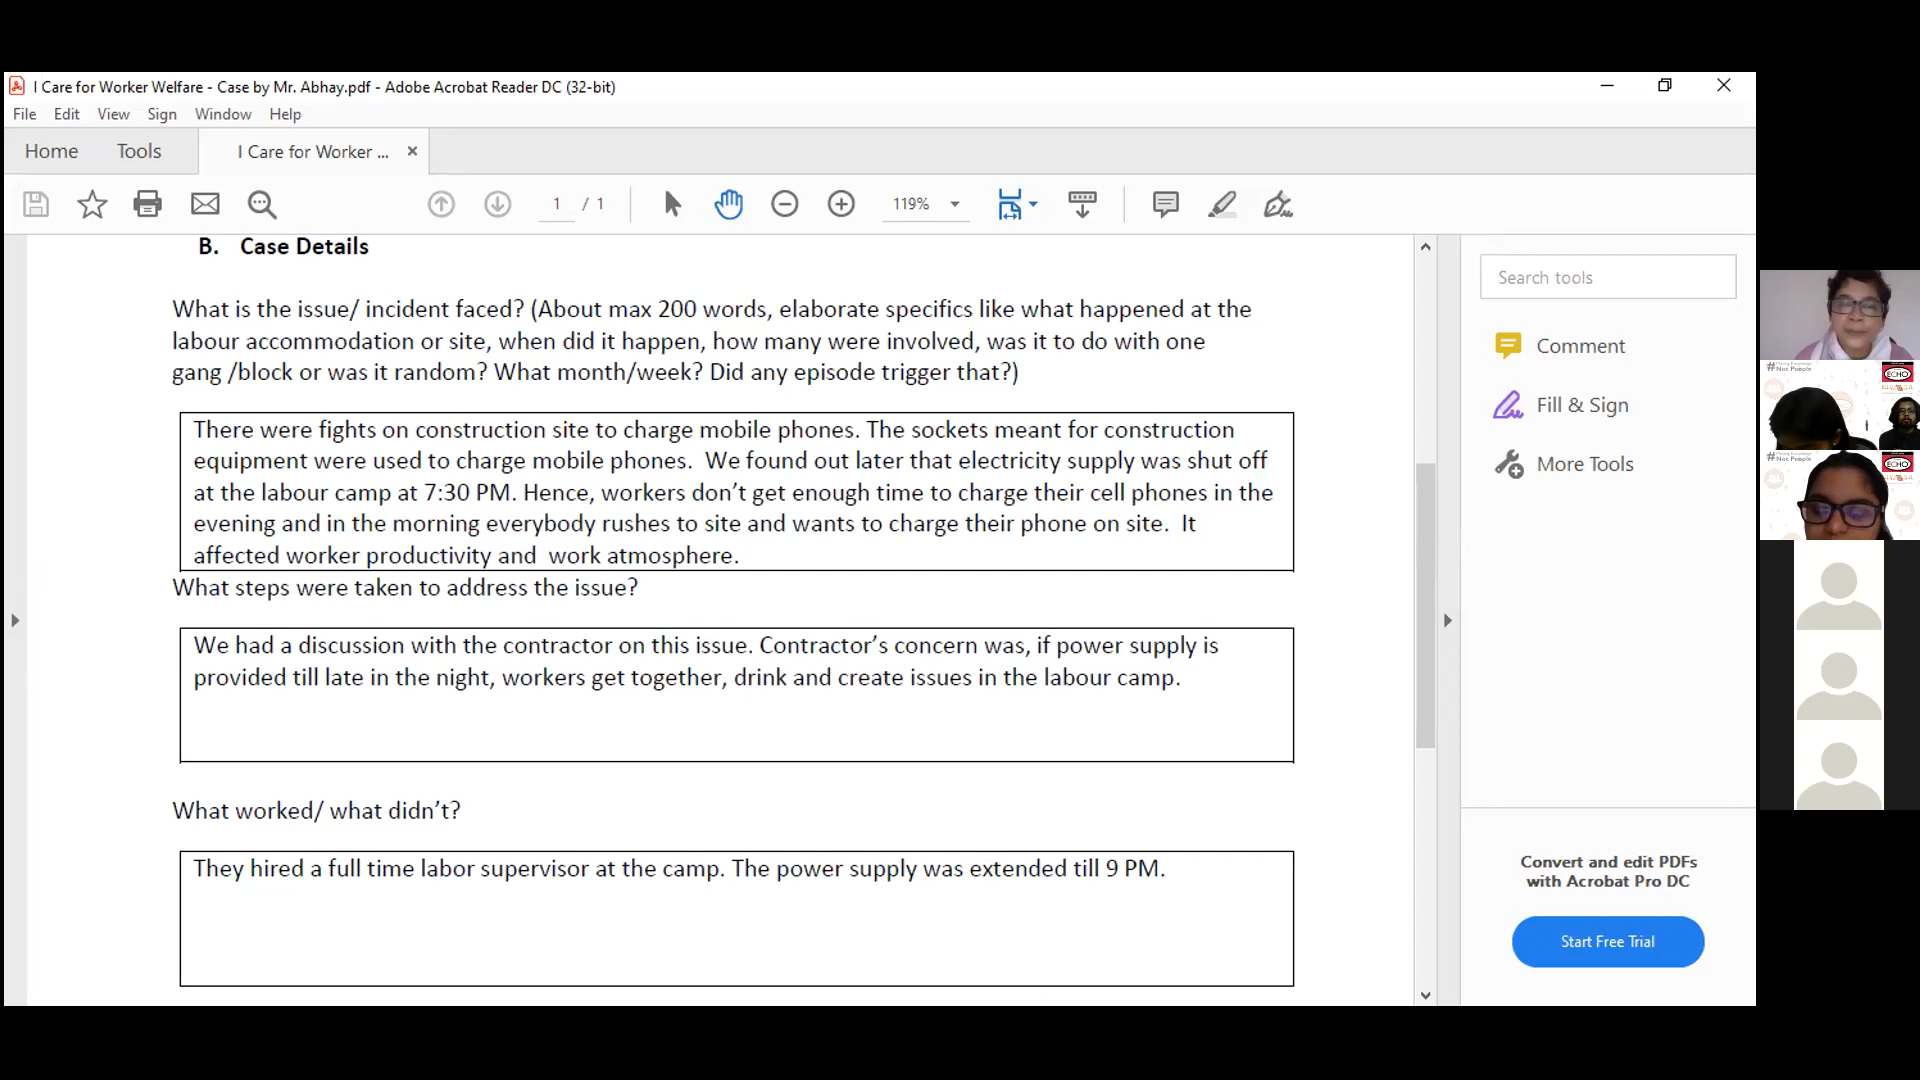 I Care for Worker Welfare - Case by Mr. Abhay.pdf - Adobe Acrobat Reader DC (32-bit)
File Edit View Sign Window Help
Home Tools I Care for Worker ...
1 / 1 119%
B. Case Details
What is the issue/ incident faced? (About max 200 words, elaborate specifics like what happened at the
labour accommodation or site, when did it happen, how many were involved, was it to do with one
gang /block or was it random? What month/week? Did any episode trigger that?)
There were fights on construction site to charge mobile phones. The sockets meant for construction
equipment were used to charge mobile phones.  We found out later that electricity supply was shut off
at the labour camp at 7:30 PM. Hence, workers don’t get enough time to charge their cell phones in the
evening and in the morning everybody rushes to site and wants to charge their phone on site.  It
affected worker productivity and  work atmosphere.
What steps were taken to address the issue?
We had a discussion with the contractor on this issue. Contractor’s concern was, if power supply is
provided till late in the night, workers get together, drink and create issues in the labour camp.
What worked/ what didn’t?
They hired a full time labor supervisor at the camp. The power supply was extended till 9 PM.
Search tools
Comment
Fill & Sign
More Tools
Convert and edit PDFs
with Acrobat Pro DC
Start Free Trial
Not People
ECHO
Not People
ECHO